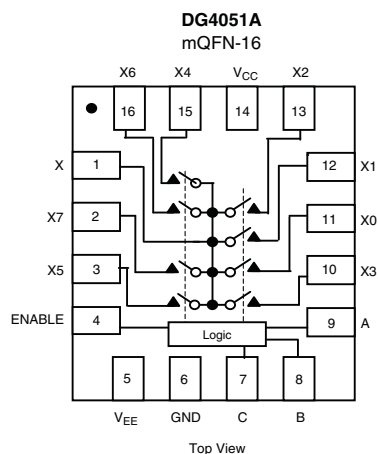 DG4051A
mQFN-16
X6 X4 VCC X2
16 15 14 13
X 1 12 X1
X7 2 11 X0
X5 3 10 X3
ENABLE 4 9 A
Logic
5 6 7 8
VEE GND C B
Top View